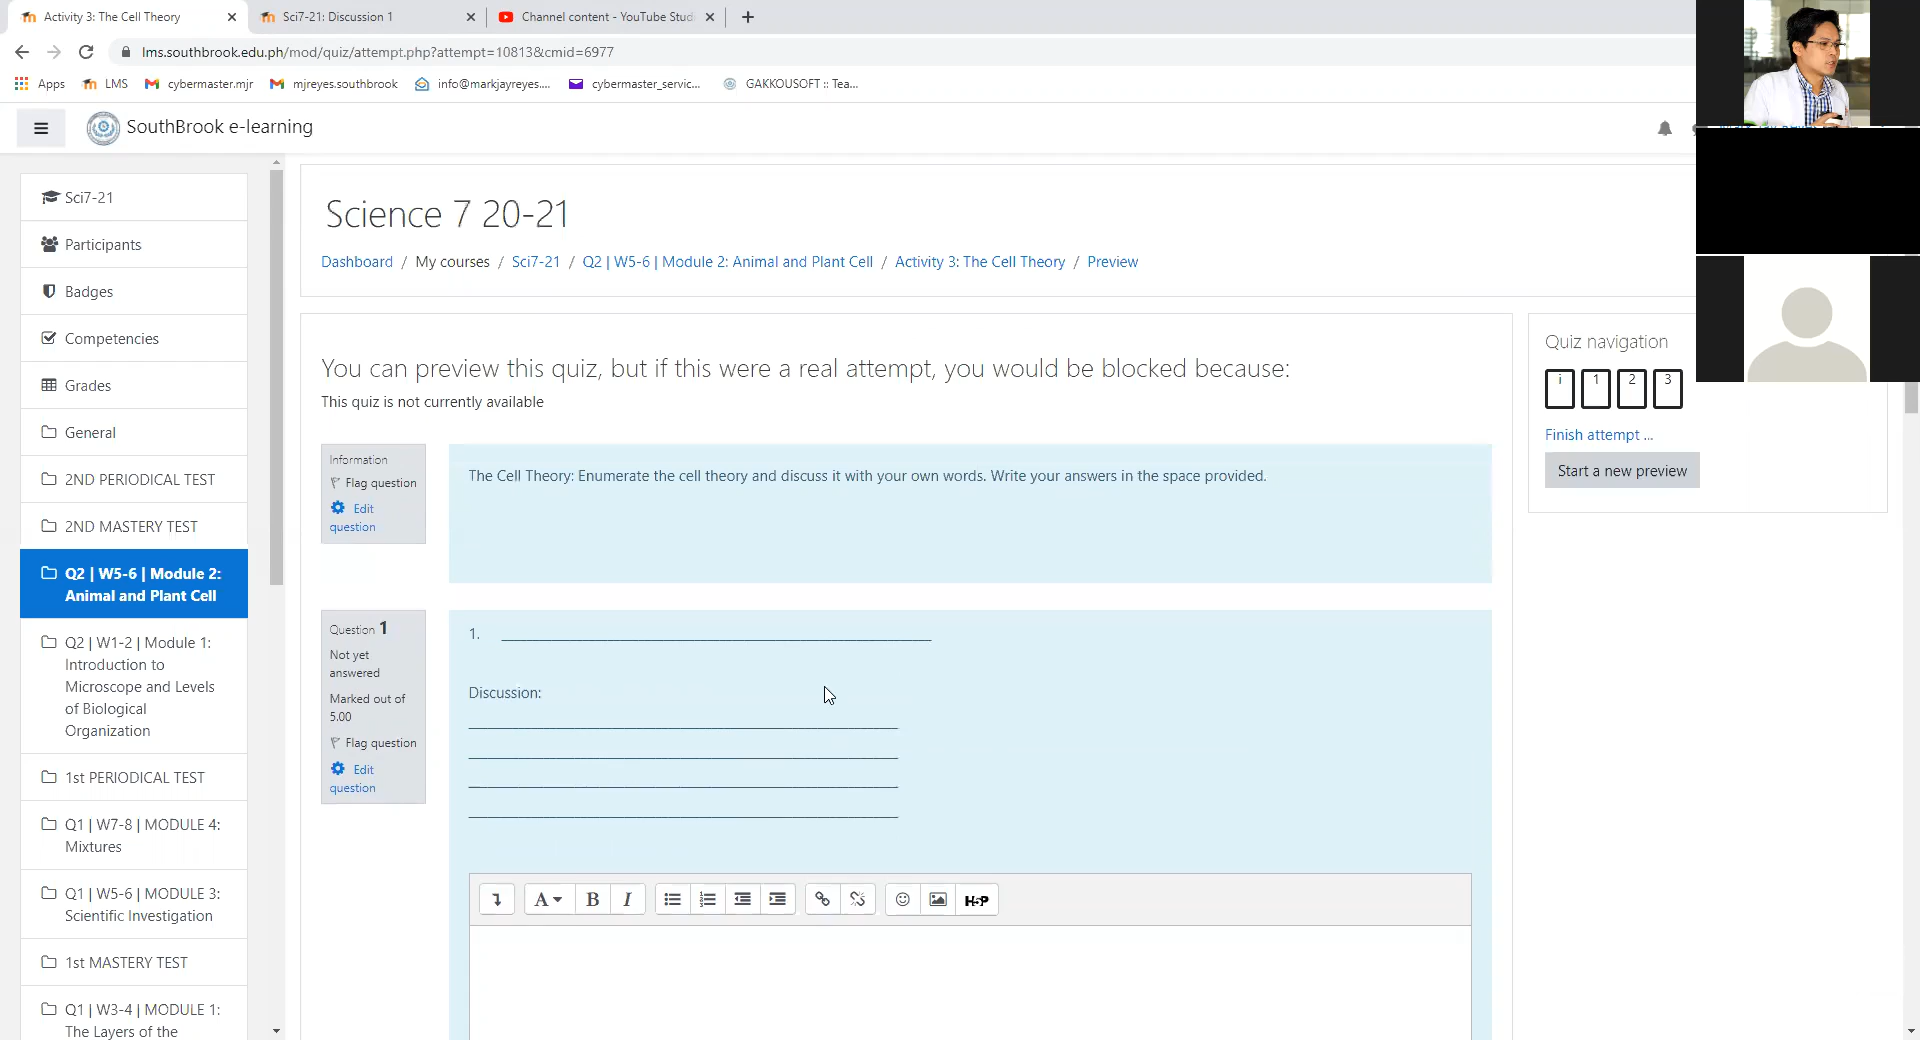 Activity 3: The Cell Theory
Sci7-21: Discussion 1
Channel content - YouTube Stud
lms.southbrook.edu.ph/mod/quiz/attempt.php?attempt=10813&cmid=6977
Apps LMS cybermaster.mjr mjreyes.southbrook info@markjayreyes.... cybermaster_servic... GAKKOUSOFT :: Tea...
SouthBrook e-learning
Sci7-21
Participants
Badges
Competencies
Grades
General
2ND PERIODICAL TEST
2ND MASTERY TEST
Q2 | W5-6 | Module 2:
Animal and Plant Cell
Q2 | W1-2 | Module 1:
Introduction to
Microscope and Levels
of Biological
Organization
1st PERIODICAL TEST
Q1 | W7-8 | MODULE 4:
Mixtures
Q1 | W5-6 | MODULE 3:
Scientific Investigation
1st MASTERY TEST
Q1 | W3-4 | MODULE 1:
The Layers of the
Science 7 20-21
Dashboard / My courses / Sci7-21 / Q2 | W5-6 | Module 2: Animal and Plant Cell / Activity 3: The Cell Theory / Preview
You can preview this quiz, but if this were a real attempt, you would be blocked because:
This quiz is not currently available
Information
Flag question
Edit
question
The Cell Theory: Enumerate the cell theory and discuss it with your own words. Write your answers in the space provided.
Question 1
Not yet
answered
Marked out of
5.00
Flag question
Edit
question
1. ______________________________
Discussion:
______________________________
______________________________
______________________________
______________________________
A B I H5P
Quiz navigation
i 1 2 3
Finish attempt ...
Start a new preview